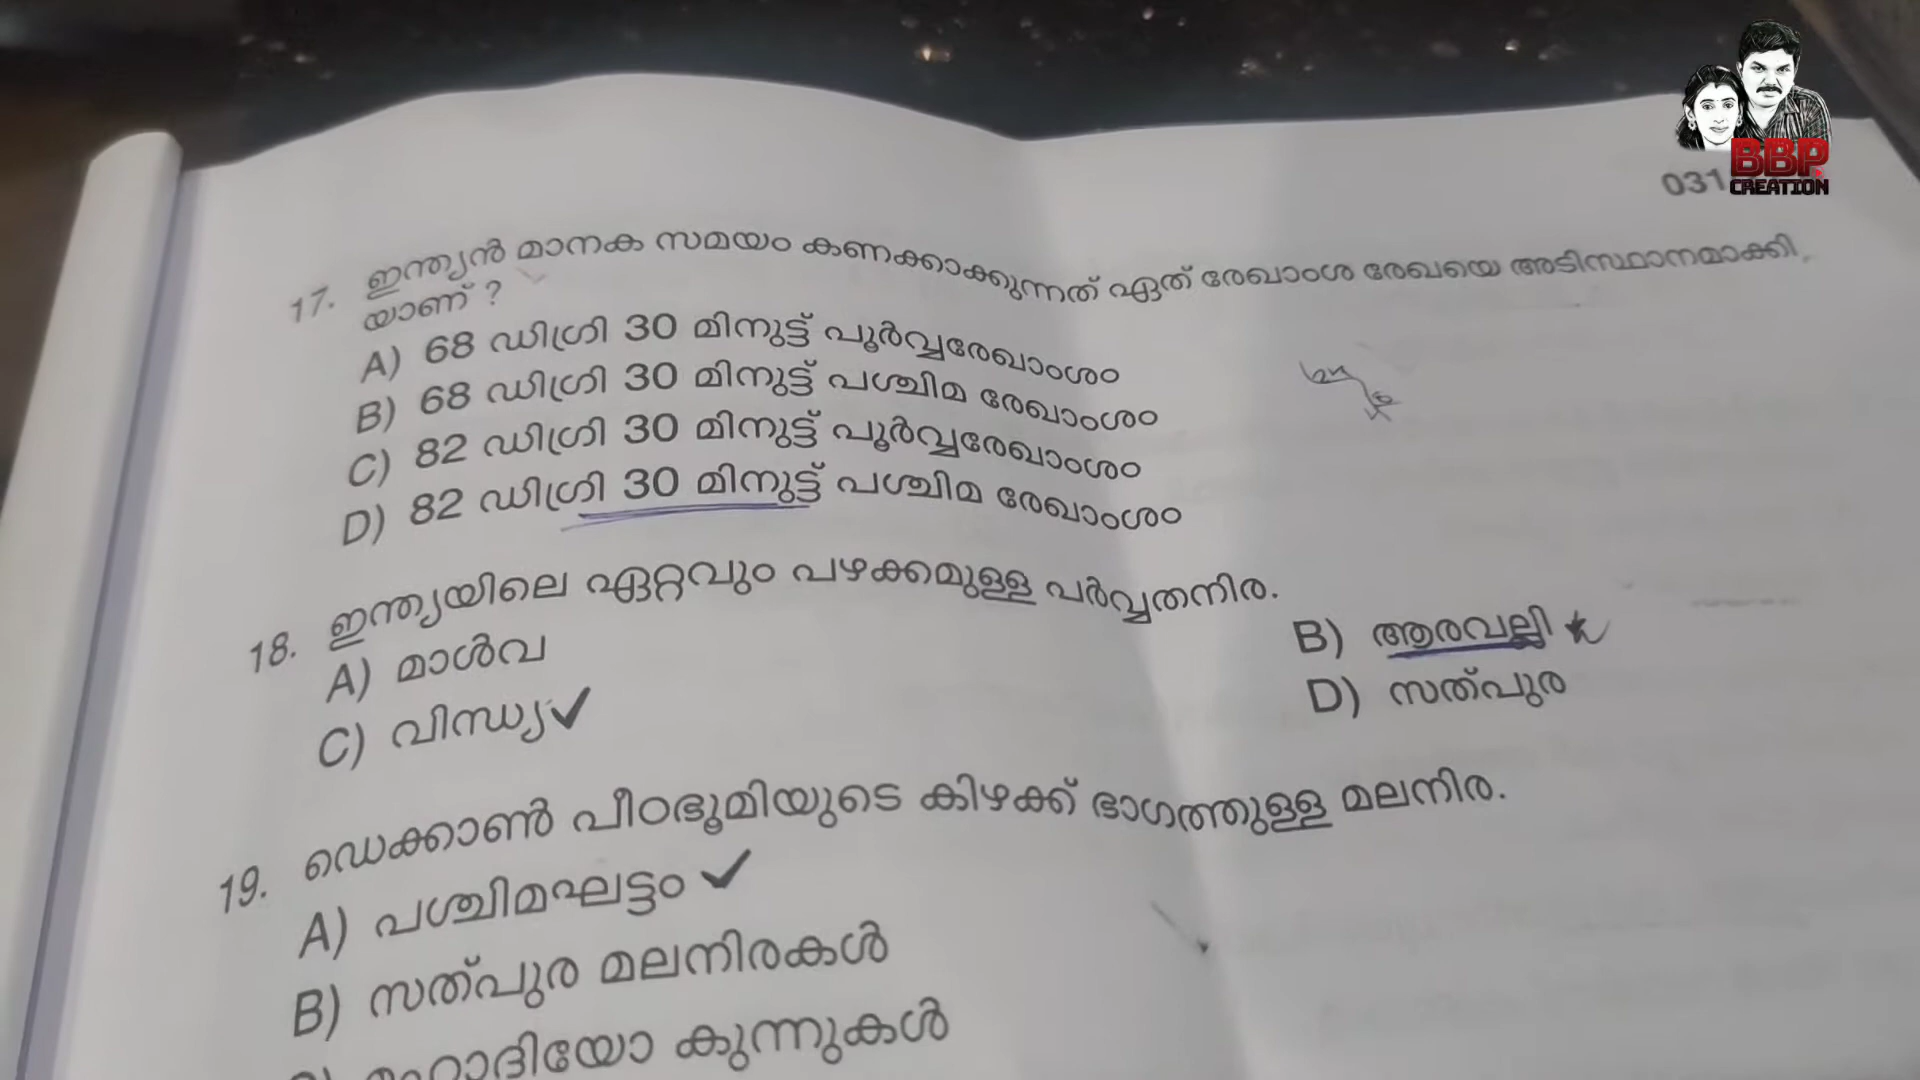 BBP
CREATION
031
17. ഇന്ത്യൻ മാനക സമയം കണക്കാക്കുന്നത് ഏത് രേഖാംശ രേഖയെ അടിസ്ഥാനമാക്കി
യാണ് ?
A) 68 ഡിഗ്രി 30 മിനുട്ട് പൂർവ്വരേഖാംശം
B) 68 ഡിഗ്രി 30 മിനുട്ട് പശ്ചിമ രേഖാംശം
C) 82 ഡിഗ്രി 30 മിനുട്ട് പൂർവ്വരേഖാംശം
D) 82 ഡിഗ്രി 30 മിനുട്ട് പശ്ചിമ രേഖാംശം
18. ഇന്ത്യയിലെ ഏറ്റവും പഴക്കമുള്ള പർവ്വതനിര.
A) മാൾവ B) ആരവല്ലി
C) വിന്ധ്യ D) സത്പുര
19. ഡെക്കാൺ പീഠഭൂമിയുടെ കിഴക്ക് ഭാഗത്തുള്ള മലനിര.
A) പശ്ചിമഘട്ടം
B) സത്പുര മലനിരകൾ
കുന്നുകൾ